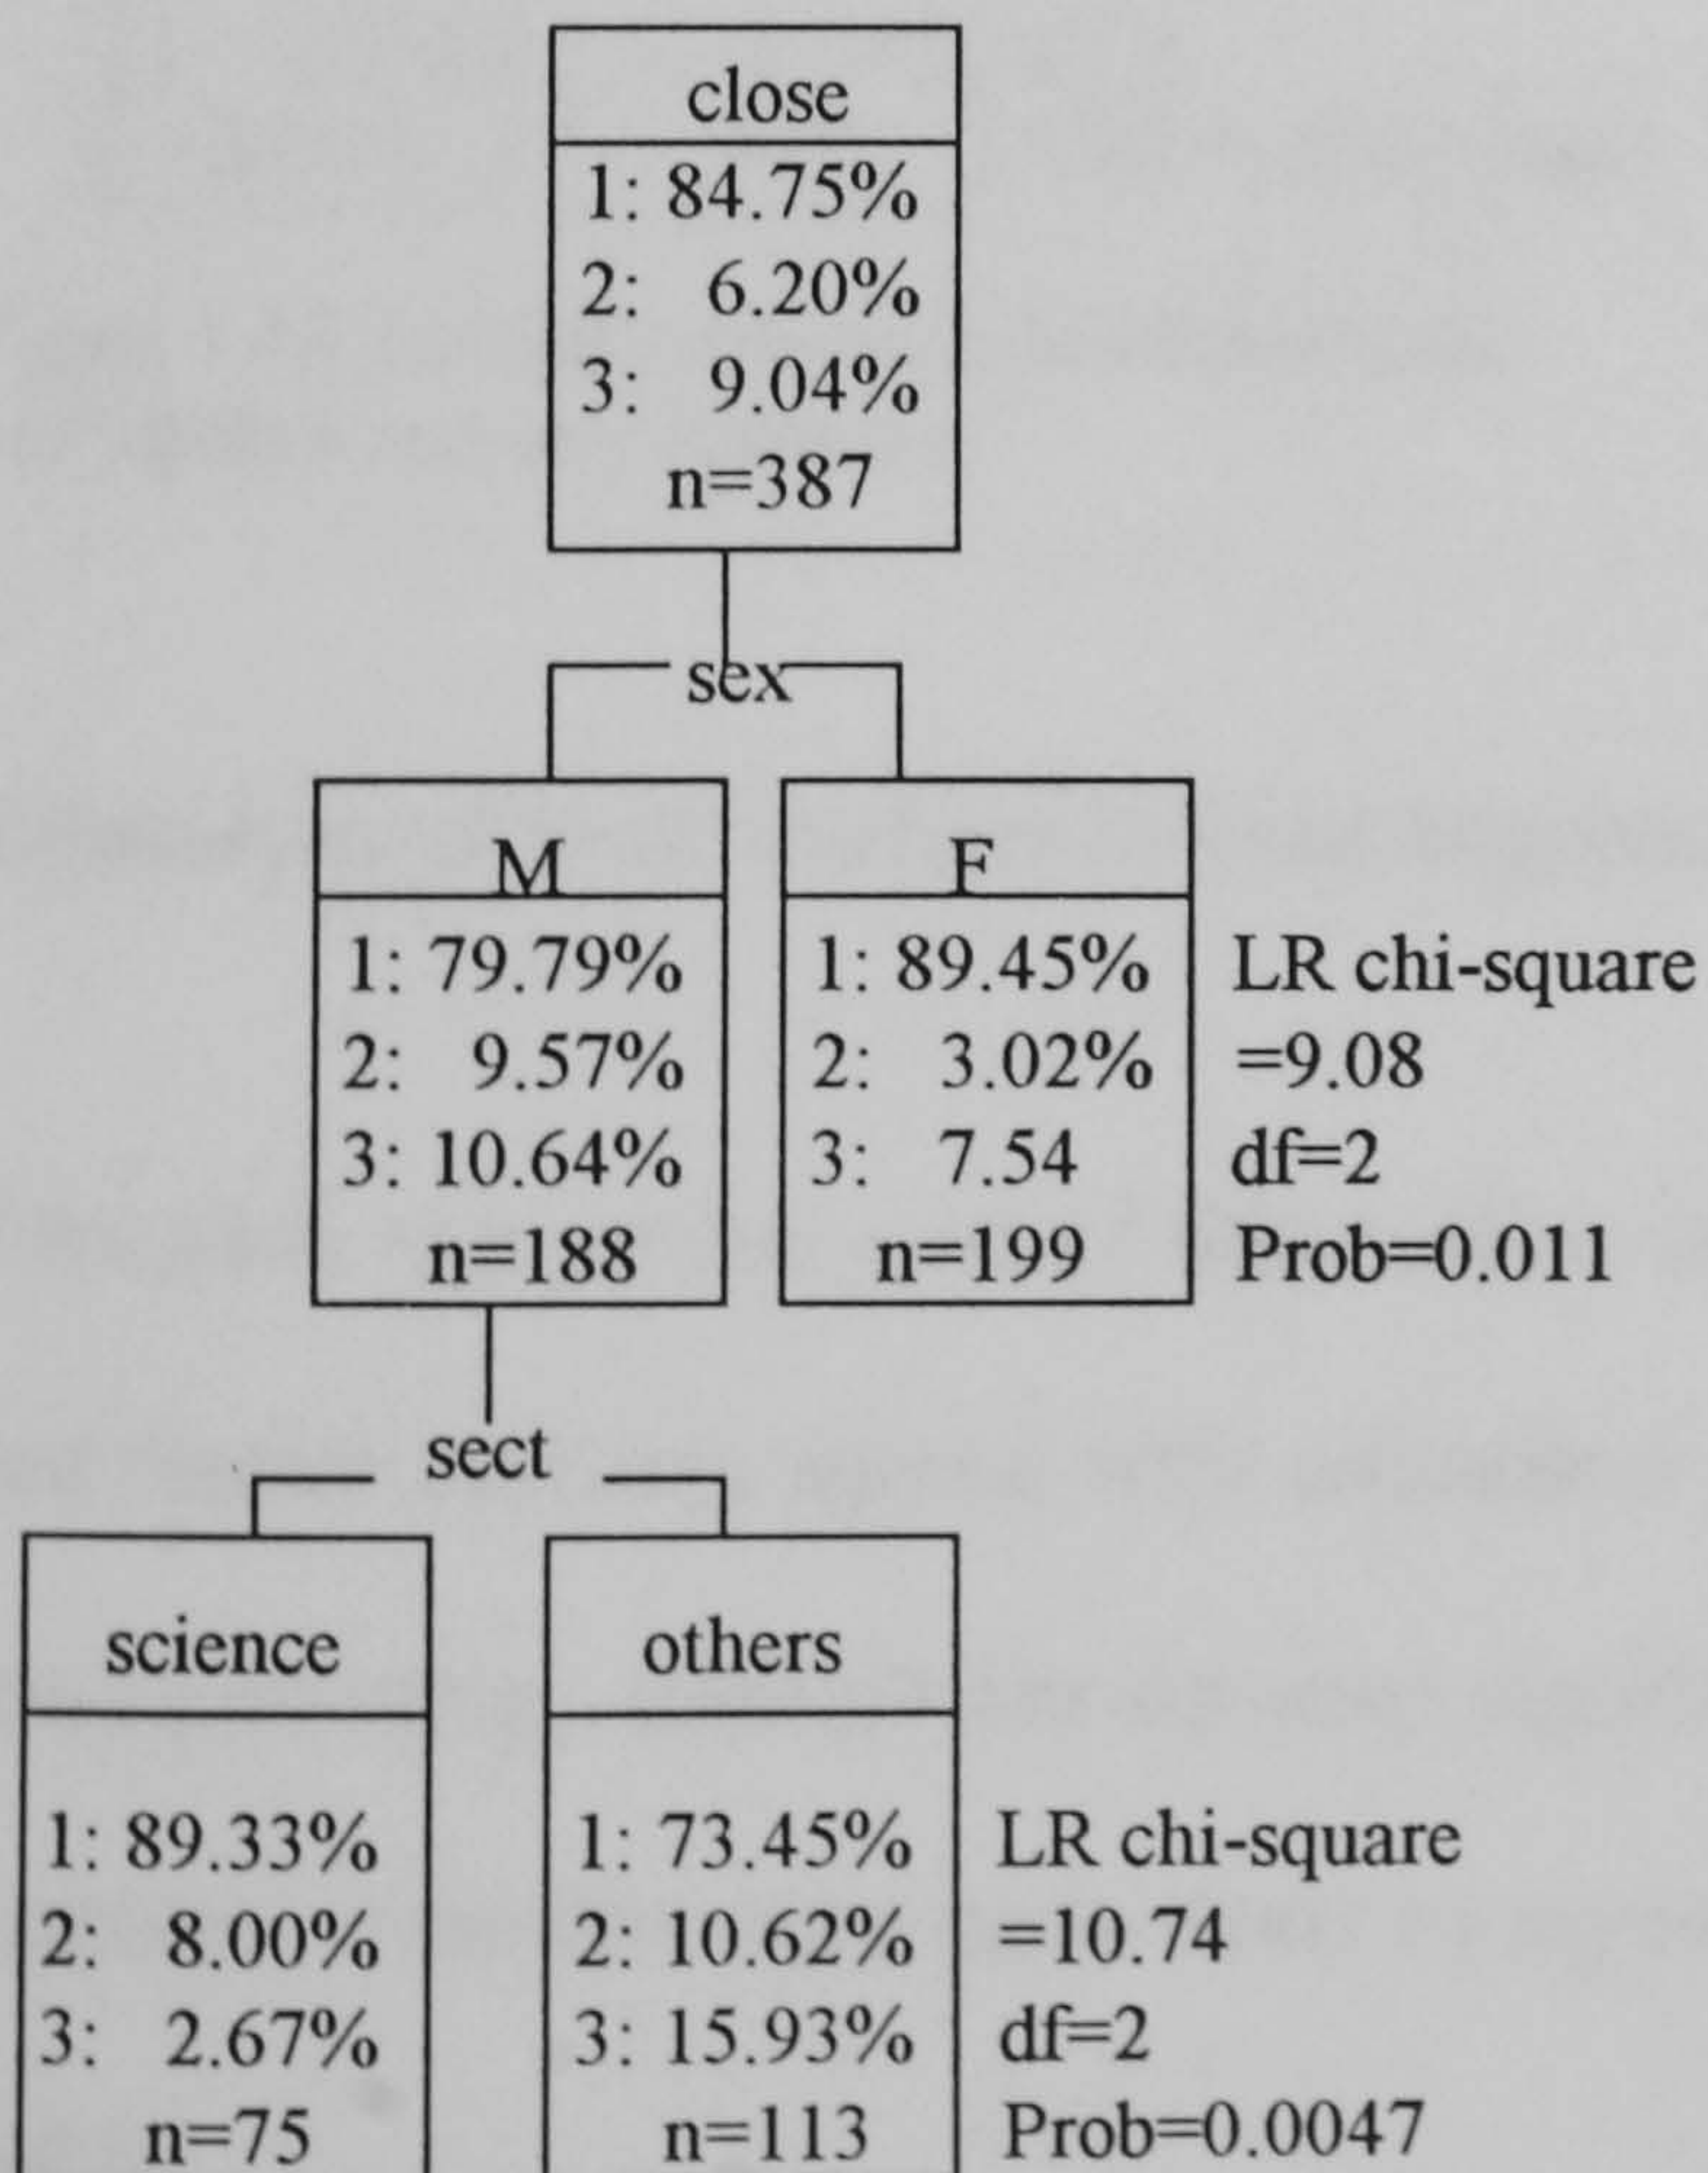 close
1: 84.75%
2: 6.20%
3: 9.04%
n=387
sex
M
1: 79.79%
2: 9.57%
3: 10.64%
n=188
F
1: 89.45%
2: 3.02%
3: 7.54
n=199
LR chi-square
=9.08
df=2
Prob=0.011
sect
science
1: 89.33%
2: 8.00%
3: 2.67%
n=75
others
1: 73.45%
2: 10.62%
3: 15.93%
n=113
LR chi-square
=10.74
df=2
Prob=0.0047